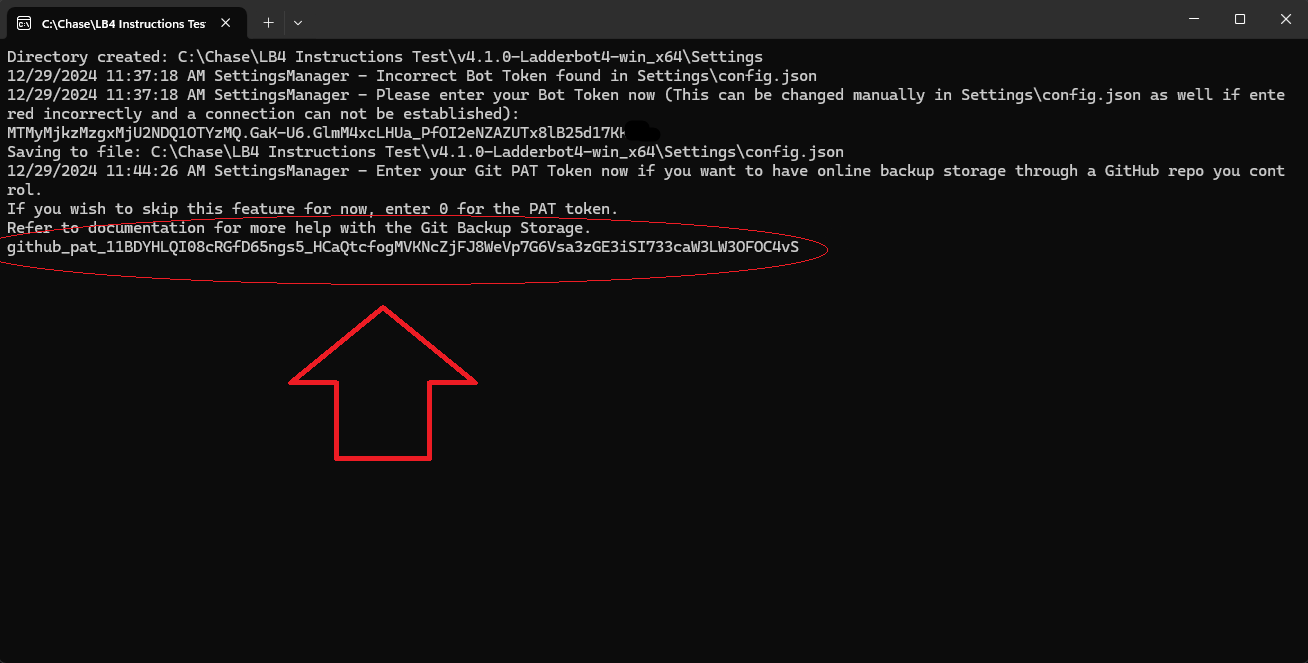 C:\Chase\LB4 Instructions Tes
Directory created: C:\Chase\LB4 Instructions Test\v4.1.0-Ladderbot4-win_x64\Settings
12/29/2024 11:37:18 AM SettingsManager - Incorrect Bot Token found in Settings\config.json
12/29/2024 11:37:18 AM SettingsManager - Please enter your Bot Token now (This can be changed manually in Settings\config.json as well if ente
red incorrectly and a connection can not be established):
MTMyMjkzMzgxMjU2NDQ1OTYzMQ.GaK-U6.GlmM4xcLHUa_PfOI2eNZAZUTx8lB25d17KK
Saving to file: C:\Chase\LB4 Instructions Test\v4.1.0-Ladderbot4-win_x64\Settings\config.json
12/29/2024 11:44:26 AM SettingsManager - Enter your Git PAT Token now if you want to have online backup storage through a GitHub repo you cont
rol.
If you wish to skip this feature for now, enter 0 for the PAT token.
Refer to documentation for more help with the Git Backup Storage.
github_pat_11BDYHLQI08cRGfD65ngs5_HCaQtcfogMVKNcZjFJ8WeVp7G6Vsa3zGE3iSI733caW3LW3OFOC4vS